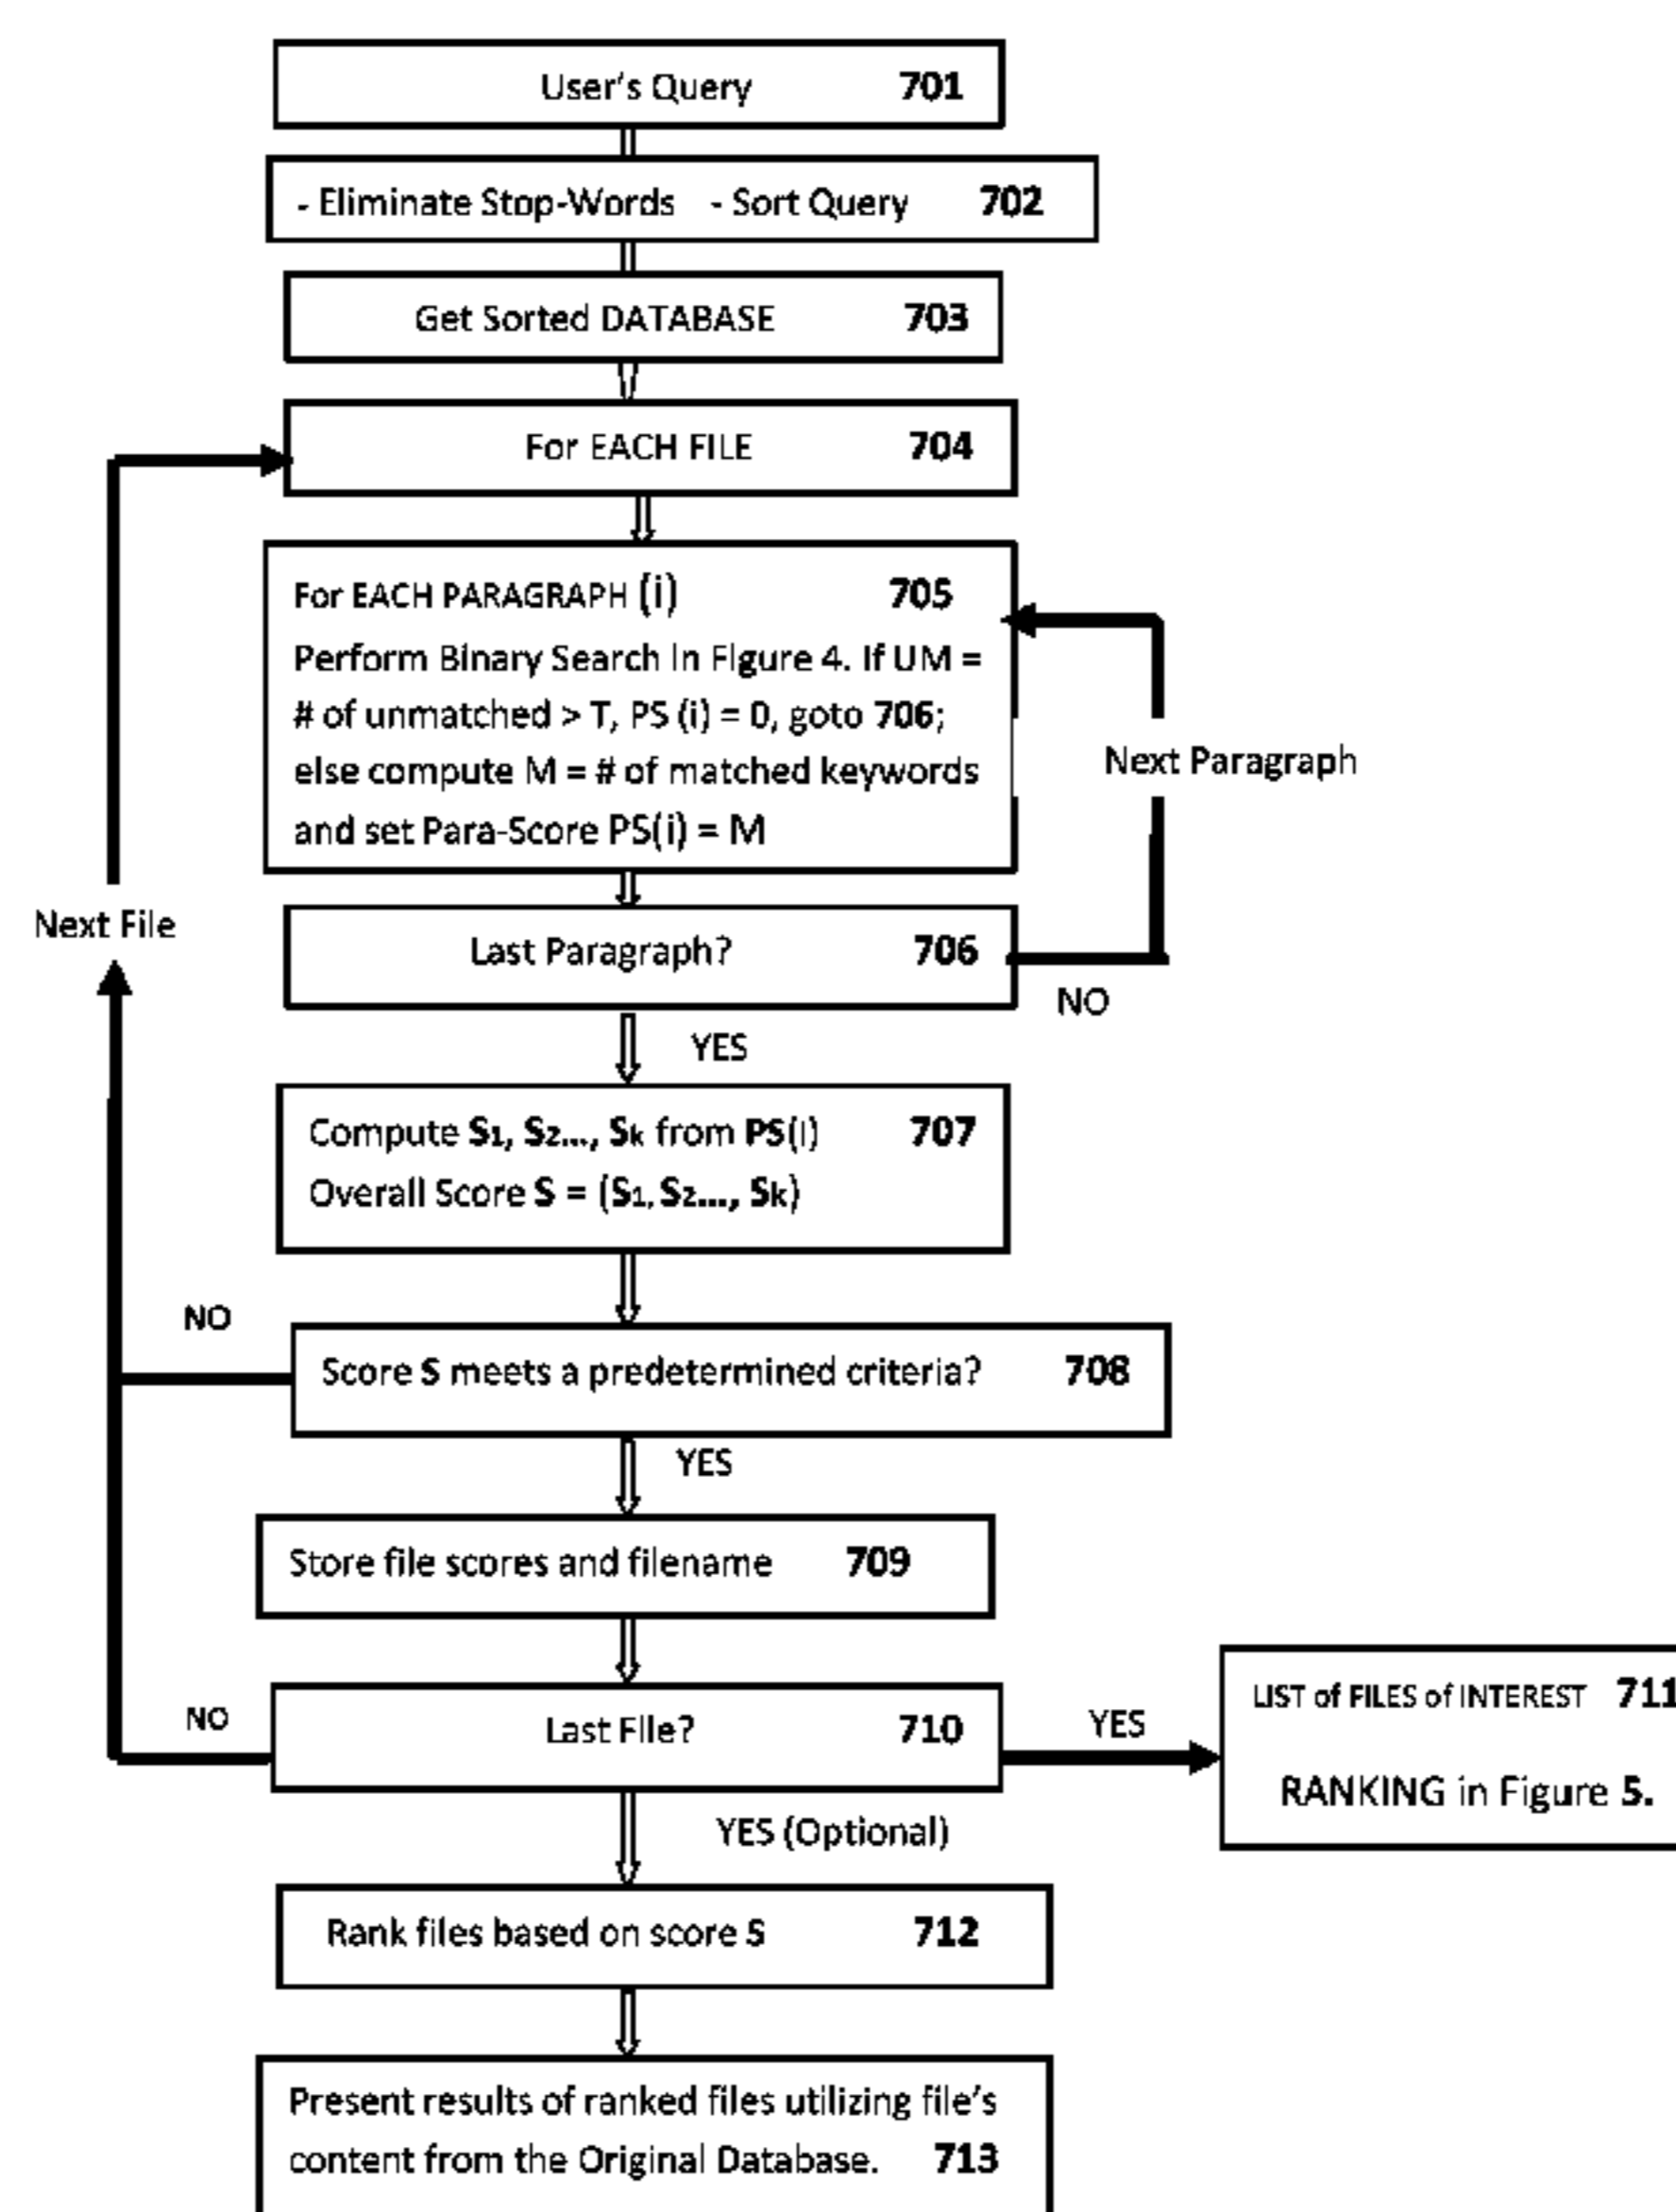 User's Query 701
- Eliminate Stop-Words - Sort Query 702
Get Sorted DATABASE 703
For EACH FILE 704
For EACH PARAGRAPH (i) 705
Perform Binary Search In Figure 4. If UM =
# of unmatched > T, PS (i) = 0, goto 706;
else compute M = # of matched keywords
and set Para-Score PS(i) = M
Next Paragraph
Next File
Last Paragraph? 706
NO
YES
Compute S1, S2..., Sk from PS(i) 707
Overall Score S = (S1, S2..., Sk)
NO
Score S meets a predetermined criteria? 708
YES
Store file scores and filename 709
NO
Last File? 710
YES
LIST of FILES of INTEREST 711
RANKING in Figure 5.
YES (Optional)
Rank files based on score S 712
Present results of ranked files utilizing file's
content from the Original Database. 713